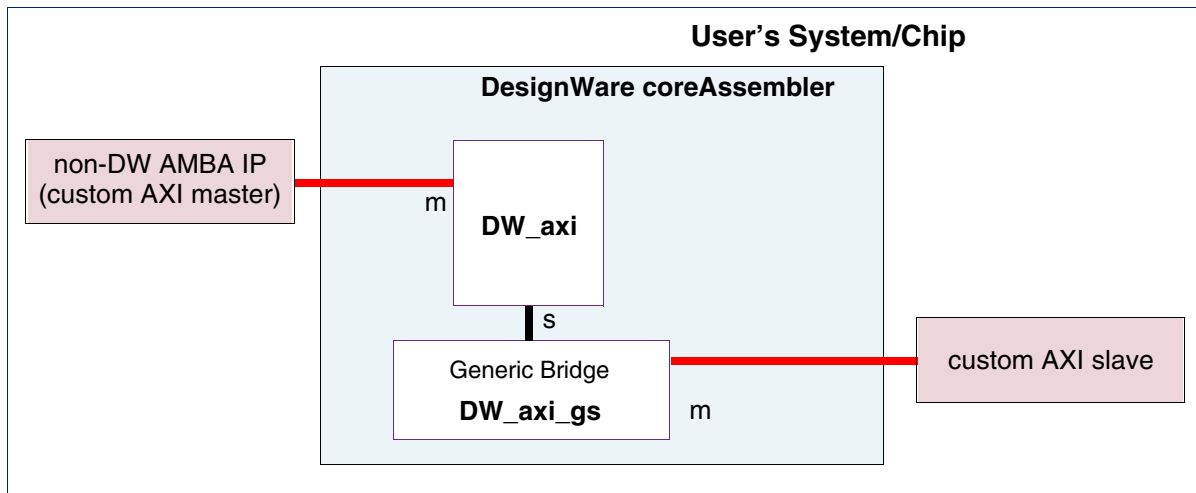 User's System/Chip
DesignWare coreAssembler
non-DW AMBA IP
(custom AXI master)
m
DW_axi
s
Generic Bridge
DW_axi_gs
m
custom AXI slave